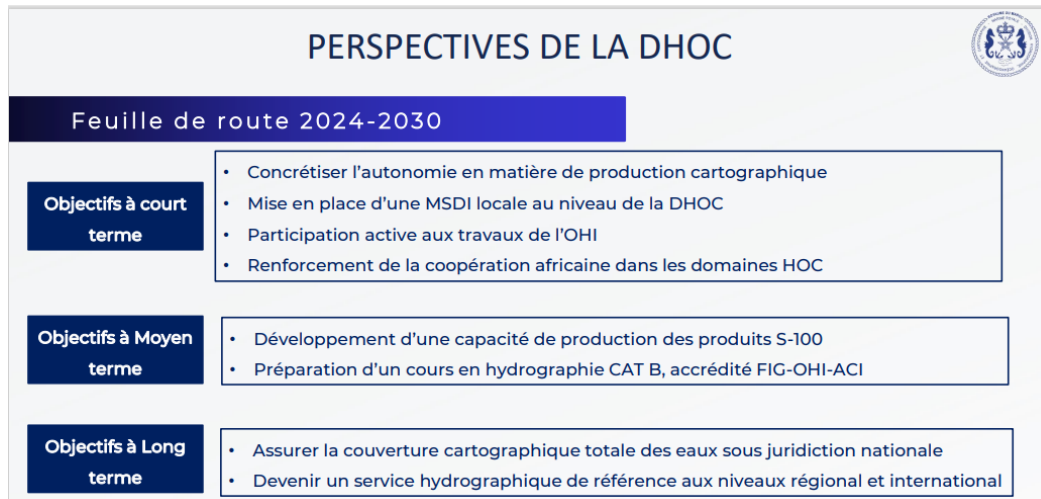 PERSPECTIVES DE LA DHOC
Feuille de route 2024-2030
Objectifs à court
terme
• Concrétiser l’autonomie en matière de production cartographique
• Mise en place d’une MSDI locale au niveau de la DHOC
• Participation active aux travaux de l’OHI
• Renforcement de la coopération africaine dans les domaines HOC
Objectifs à Moyen
terme
• Développement d’une capacité de production des produits S-100
• Préparation d’un cours en hydrographie CAT B, accrédité FIG-OHI-ACI
Objectifs à Long
terme
• Assurer la couverture cartographique totale des eaux sous juridiction nationale
• Devenir un service hydrographique de référence aux niveaux régional et international